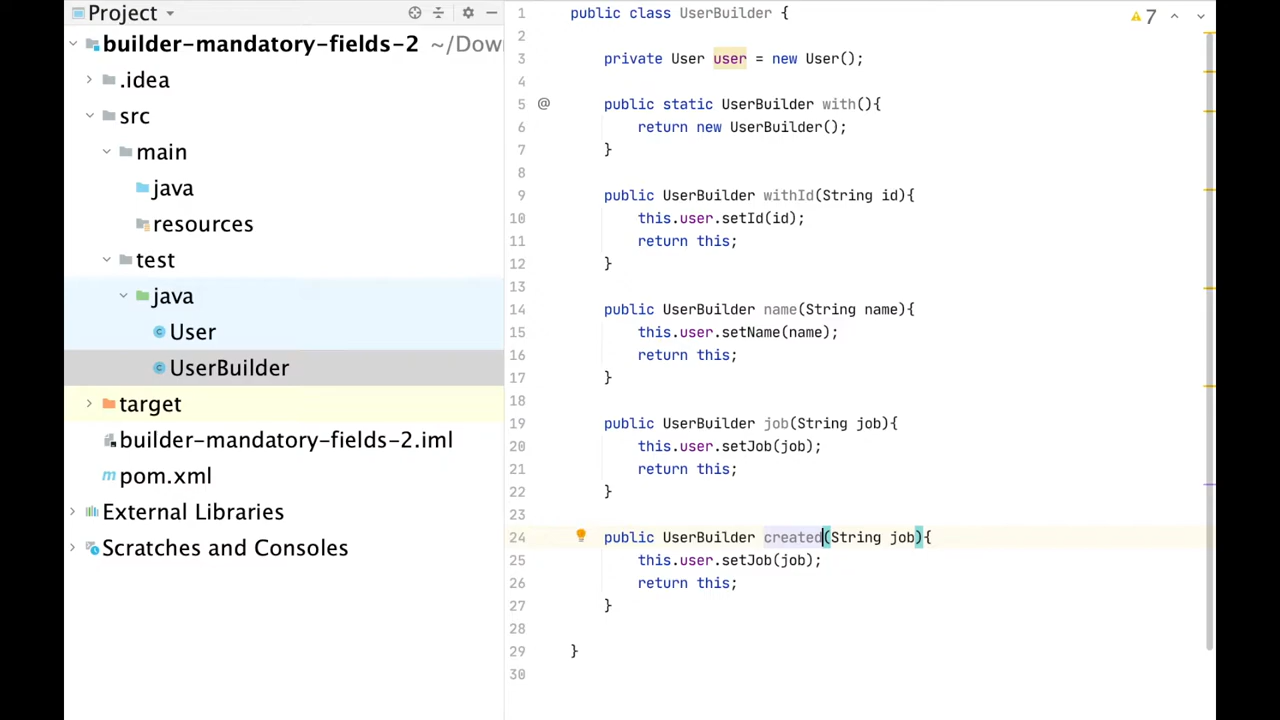 Project
builder-mandatory-fields-2 ~/Dow
.idea
src
main
java
resources
test
java
User
UserBuilder
target
builder-mandatory-fields-2.iml
pom.xml
External Libraries
Scratches and Consoles
7
1 public class UserBuilder {
2
3 private User user = new User();
4
5 @ public static UserBuilder with(){
6 return new UserBuilder();
7 }
8
9 public UserBuilder withId(String id){
10 this.user.setId(id);
11 return this;
12 }
13
14 public UserBuilder name(String name){
15 this.user.setName(name);
16 return this;
17 }
18
19 public UserBuilder job(String job){
20 this.user.setJob(job);
21 return this;
22 }
23
24 public UserBuilder created(String job){
25 this.user.setJob(job);
26 return this;
27 }
28
29 }
30